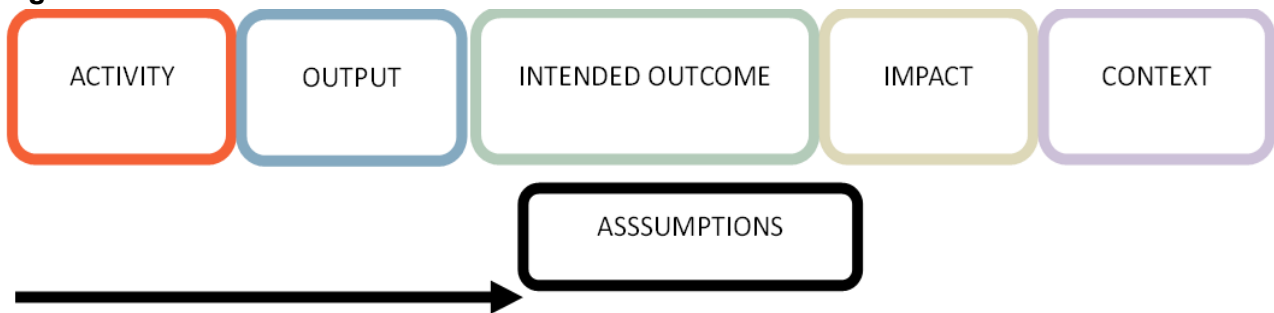 ACTIVITY
OUTPUT
INTENDED OUTCOME
IMPACT
CONTEXT
ASSSUMPTIONS